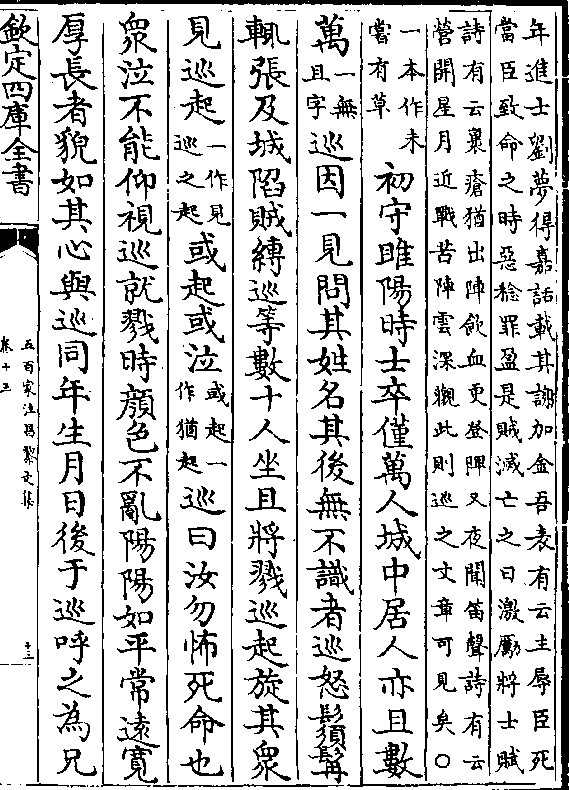 年進士劉夢得嘉話載其謝加金吾表有云主辱臣死
當臣致命之時惡稔罪盈是賊滅亡之日激勵將士賦
詩有云裹瘡猶出陣飲血更登陴又夜聞笛聲詩有云
營開星月近戰苦陣雲深觀此則巡之文章可見矣〇
一本作未
嘗有草
初守睢陽時士卒僅萬人城中居人亦且數
萬
一無
且字
巡因一見問其姓名其後無不識者巡怒鬚髯
輒張及城陷賊縛巡等數十人坐且將戮巡起旋其衆
見巡起
一作見
巡之起
或起或泣
或起一
作猶起
巡曰汝勿怖死命也
衆泣不能仰視巡就戮時顔色不亂陽陽如平常遠寛
厚長者貌如其心與巡同年生月日後于巡呼之為兄
欽定四庫全書
五百家注昌黎文集
卷十三
十三